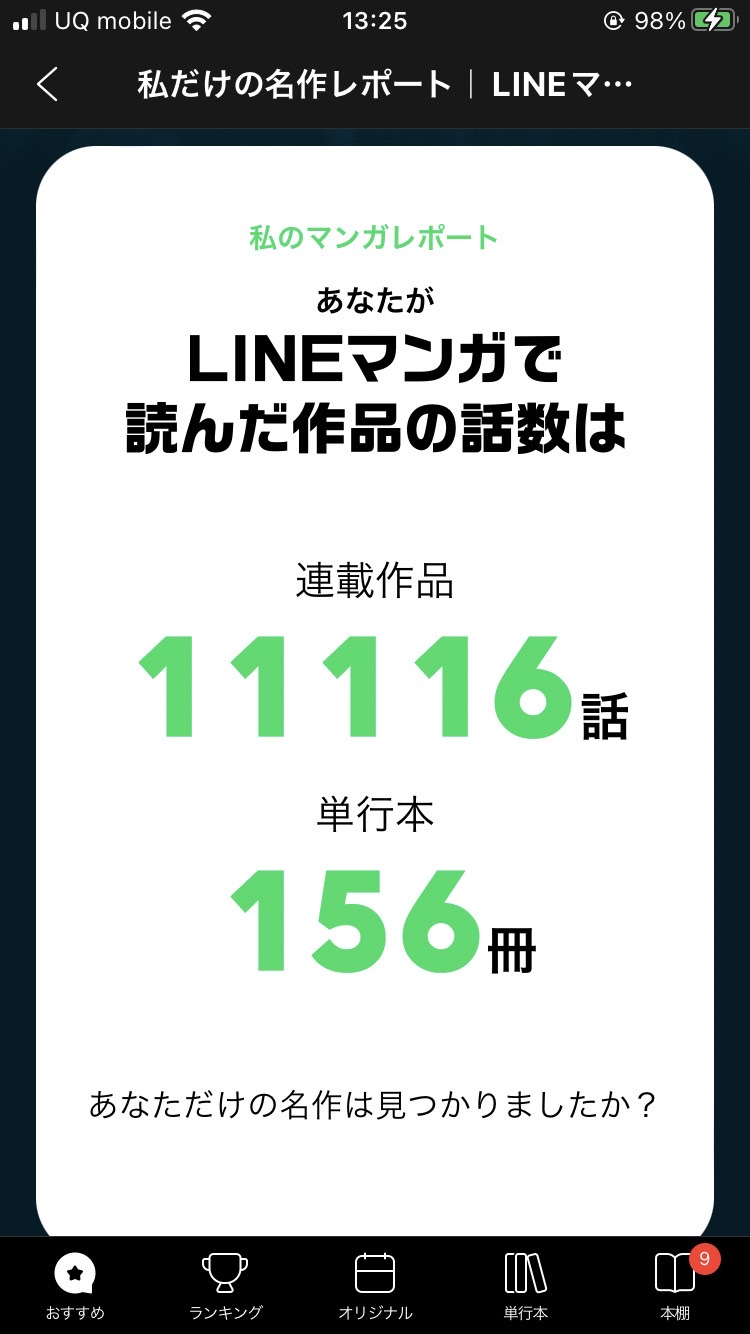 UQ mobile 13:25 98%
私だけの名作レポート｜LINEマ…
私のマンガレポート
あなたが
LINEマンガで
読んだ作品の話数は
連載作品
11116話
単行本
156冊
あなただけの名作は見つかりましたか？
9
おすすめ ランキング オリジナル 単行本 本棚